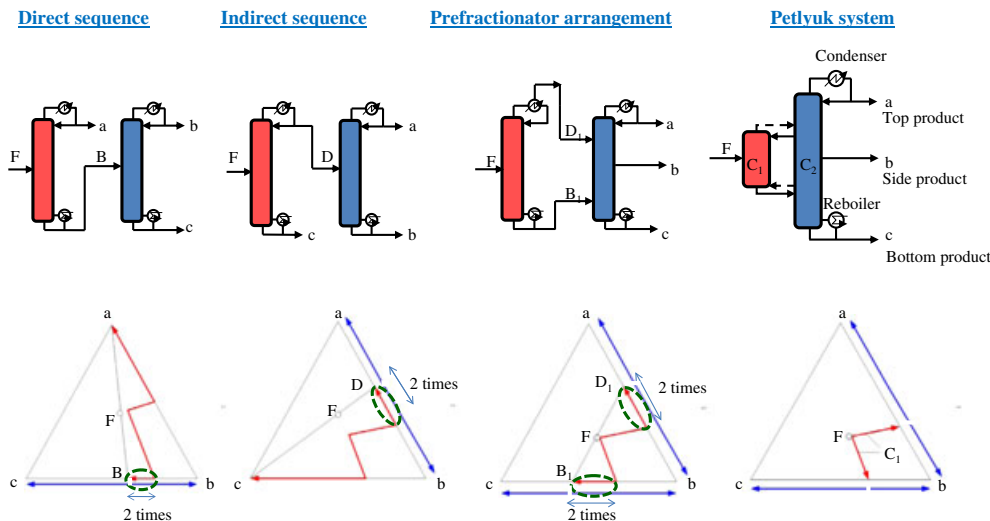 Direct sequence
Indirect sequence
Prefractionator arrangement
Petlyuk system
F
a
B
b
c
F
D
a
c
b
F
D1
B1
a
b
c
Condenser
a
Top product
F
C1
C2
b
Side product
Reboiler
c
Bottom product
a
F
B
c
b
2 times
a
D
2 times
F
c
b
a
D1
2 times
F
B1
c
b
2 times
a
F
C1
c
b